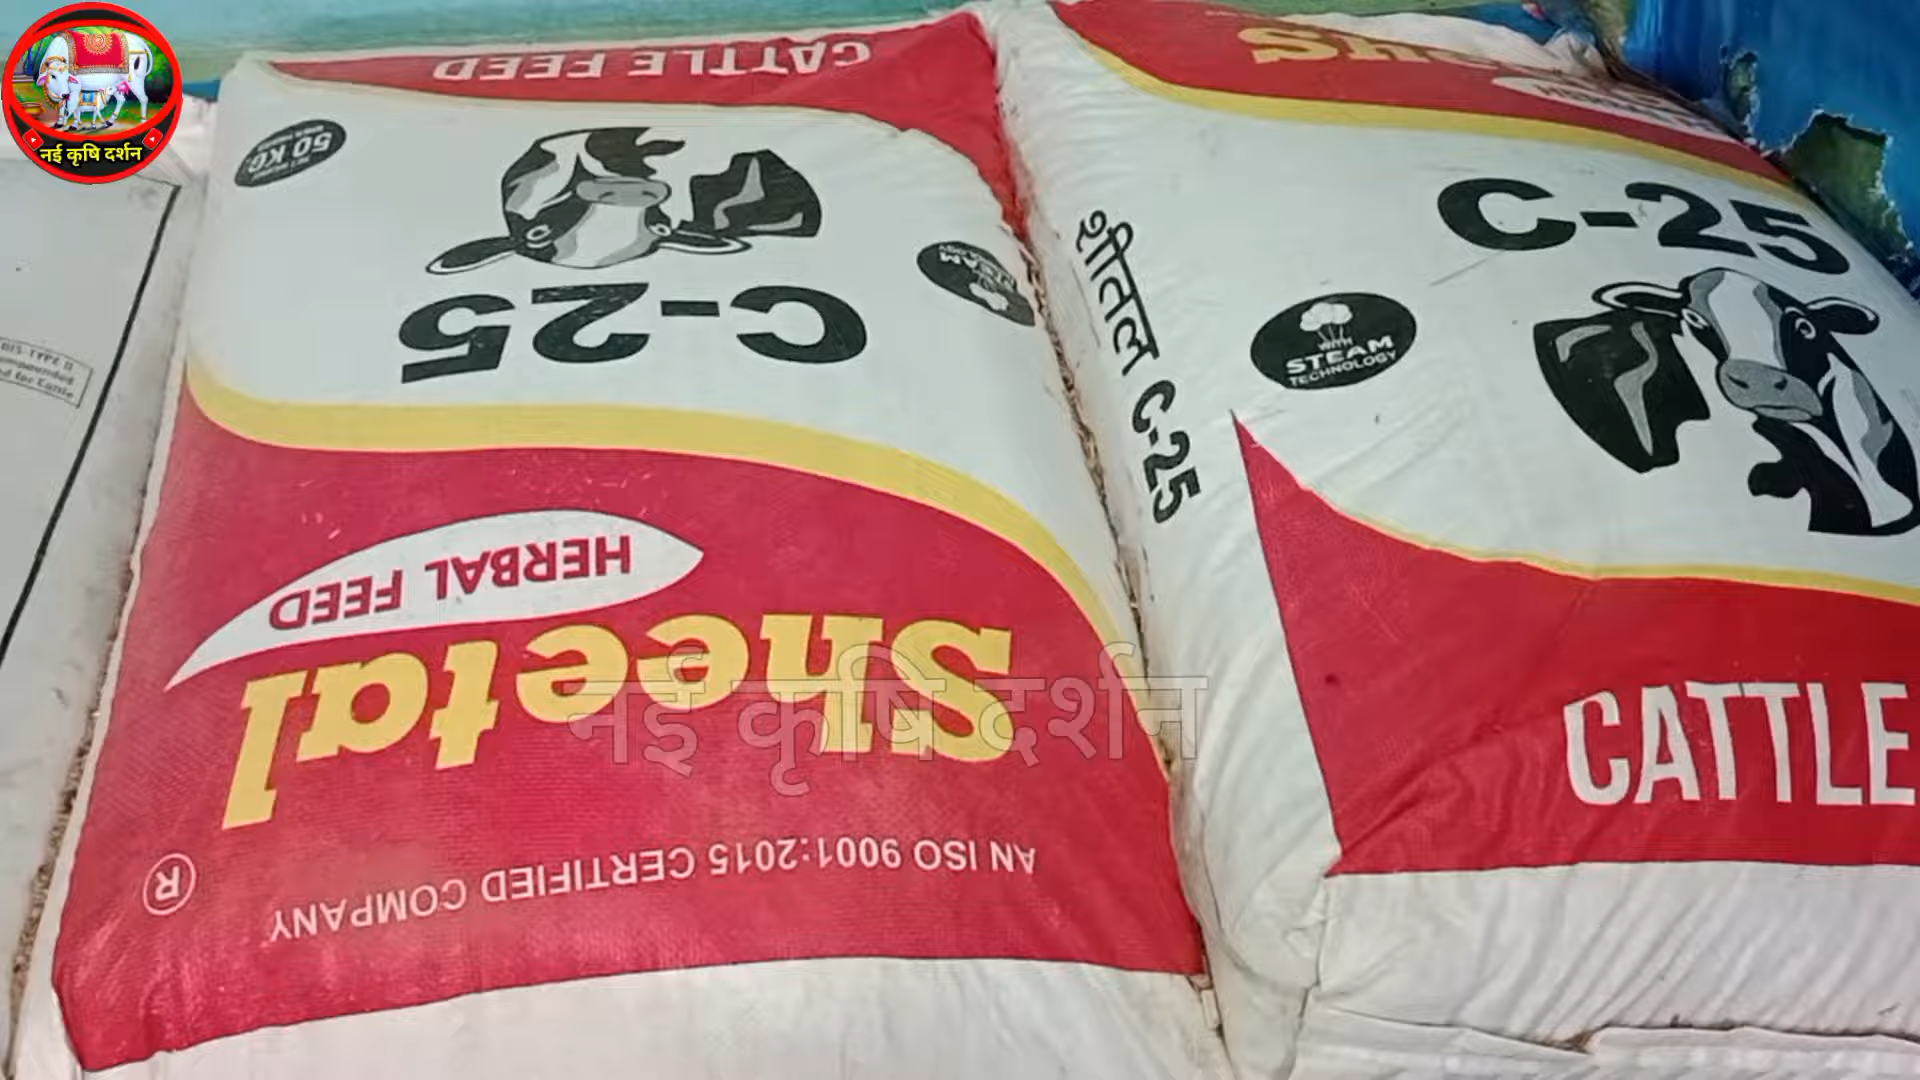 नई कृषि दर्शन
CATTLE FEED
50 KG.
C-25
HERBAL FEED
Sheetal
®
AN ISO 9001:2015 CERTIFIED COMPANY
शीतल C-25
C-25
WITH
STEAM
TECHNOLOGY
CATTLE
नई कृषि दर्शन